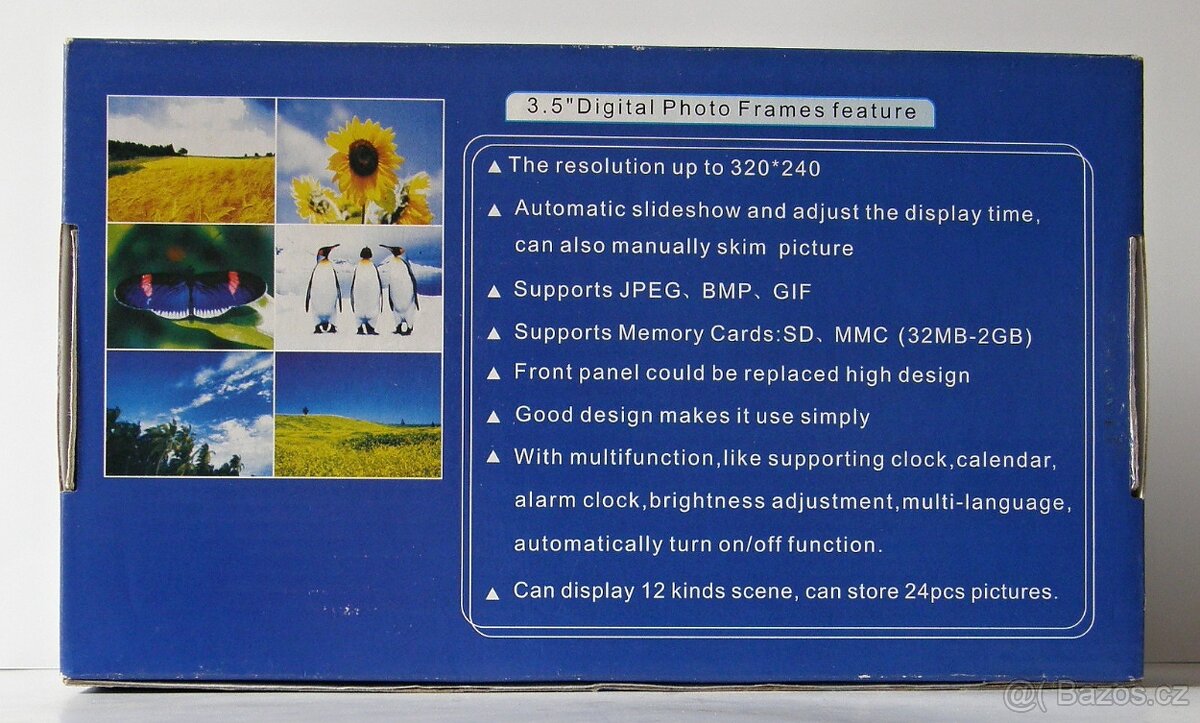 3.5"Digital Photo Frames feature
▲The resolution up to 320*240
▲ Automatic slideshow and adjust the display time,
can also manually skim picture
▲ Supports JPEG、BMP、GIF
▲ Supports Memory Cards:SD、MMC (32MB-2GB)
▲ Front panel could be replaced high design
▲ Good design makes it use simply
▲ With multifunction,like supporting clock,calendar,
alarm clock,brightness adjustment,multi-language,
automatically turn on/off function.
▲ Can display 12 kinds scene, can store 24pcs pictures.
@( Bazos.cz